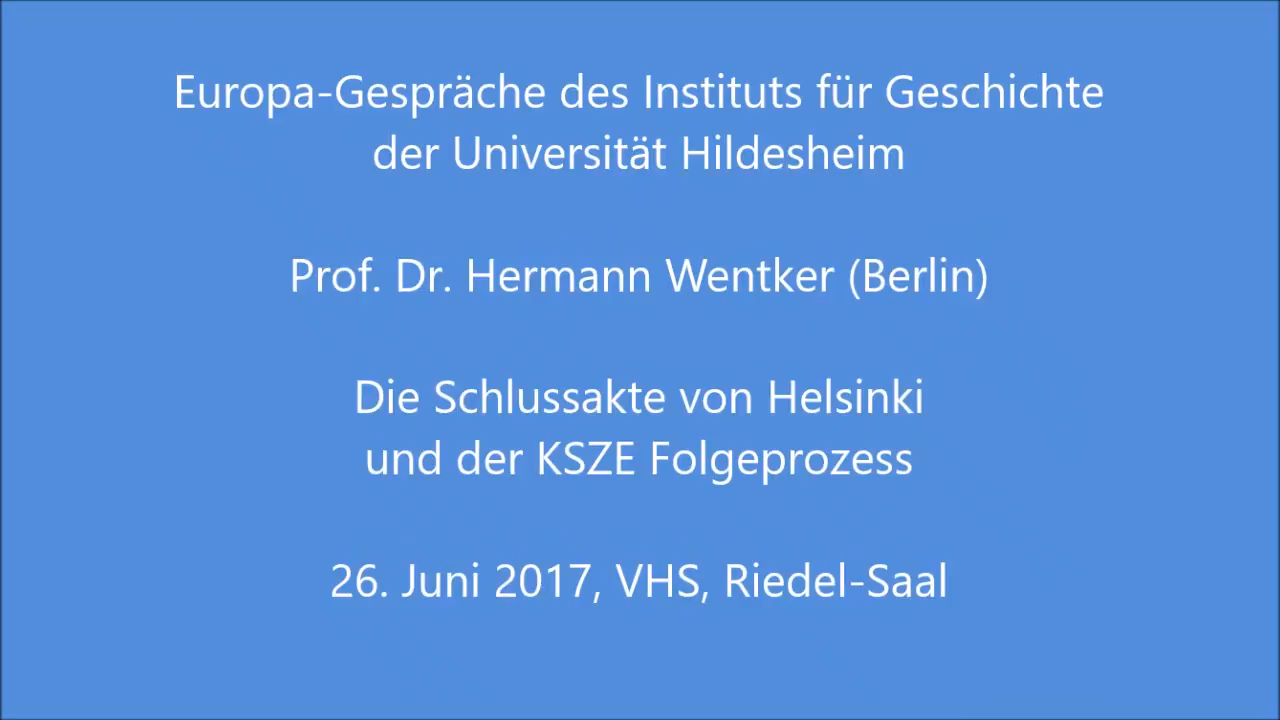 Europa-Gespräche des Instituts für Geschichte
der Universität Hildesheim
Prof. Dr. Hermann Wentker (Berlin)
Die Schlussakte von Helsinki
und der KSZE Folgeprozess
26. Juni 2017, VHS, Riedel-Saal